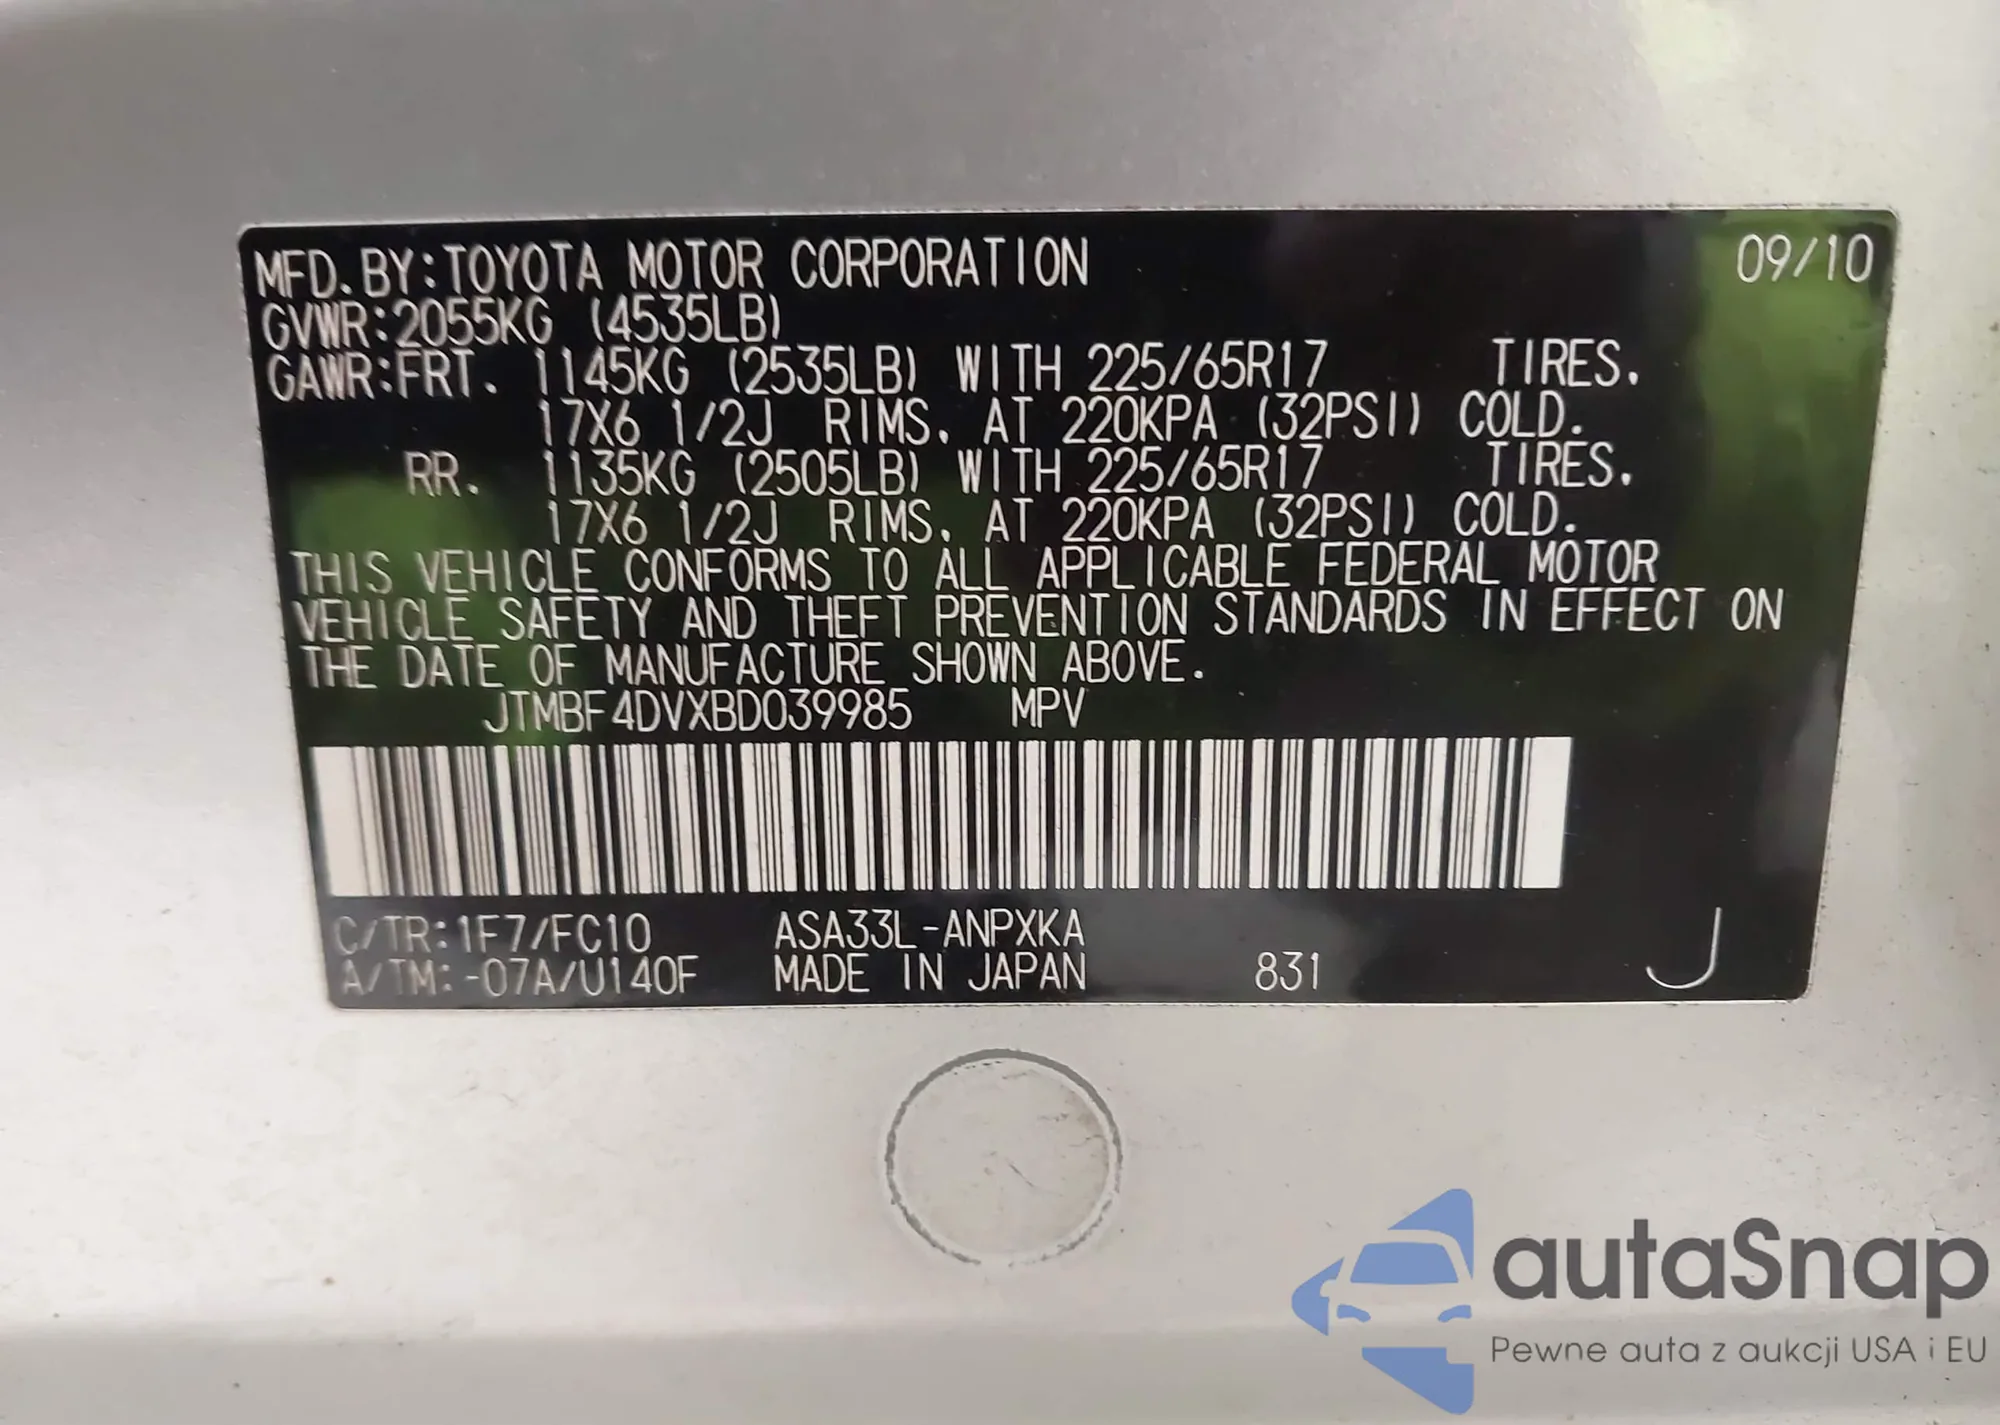 MFD. BY: TOYOTA MOTOR CORPORATION 09/10
GVWR: 2055KG (4535LB)
GAWR: FRT. 1145KG (2535LB) WITH 225/65R17 TIRES.
17X6 1/2J RIMS. AT 220KPA (32PSI) COLD.
RR. 1135KG (2505LB) WITH 225/65R17 TIRES.
17X6 1/2J RIMS. AT 220KPA (32PSI) COLD.
THIS VEHICLE CONFORMS TO ALL APPLICABLE FEDERAL MOTOR
VEHICLE SAFETY AND THEFT PREVENTION STANDARDS IN EFFECT ON
THE DATE OF MANUFACTURE SHOWN ABOVE.
JTMBF4DVXBD039985 MPV
C/TR: 1F7/FC10 ASA33L-ANPXKA
A/TM: -07A/U140F MADE IN JAPAN 831 J
autaSnap
Pewne auta z aukcji USA i EU